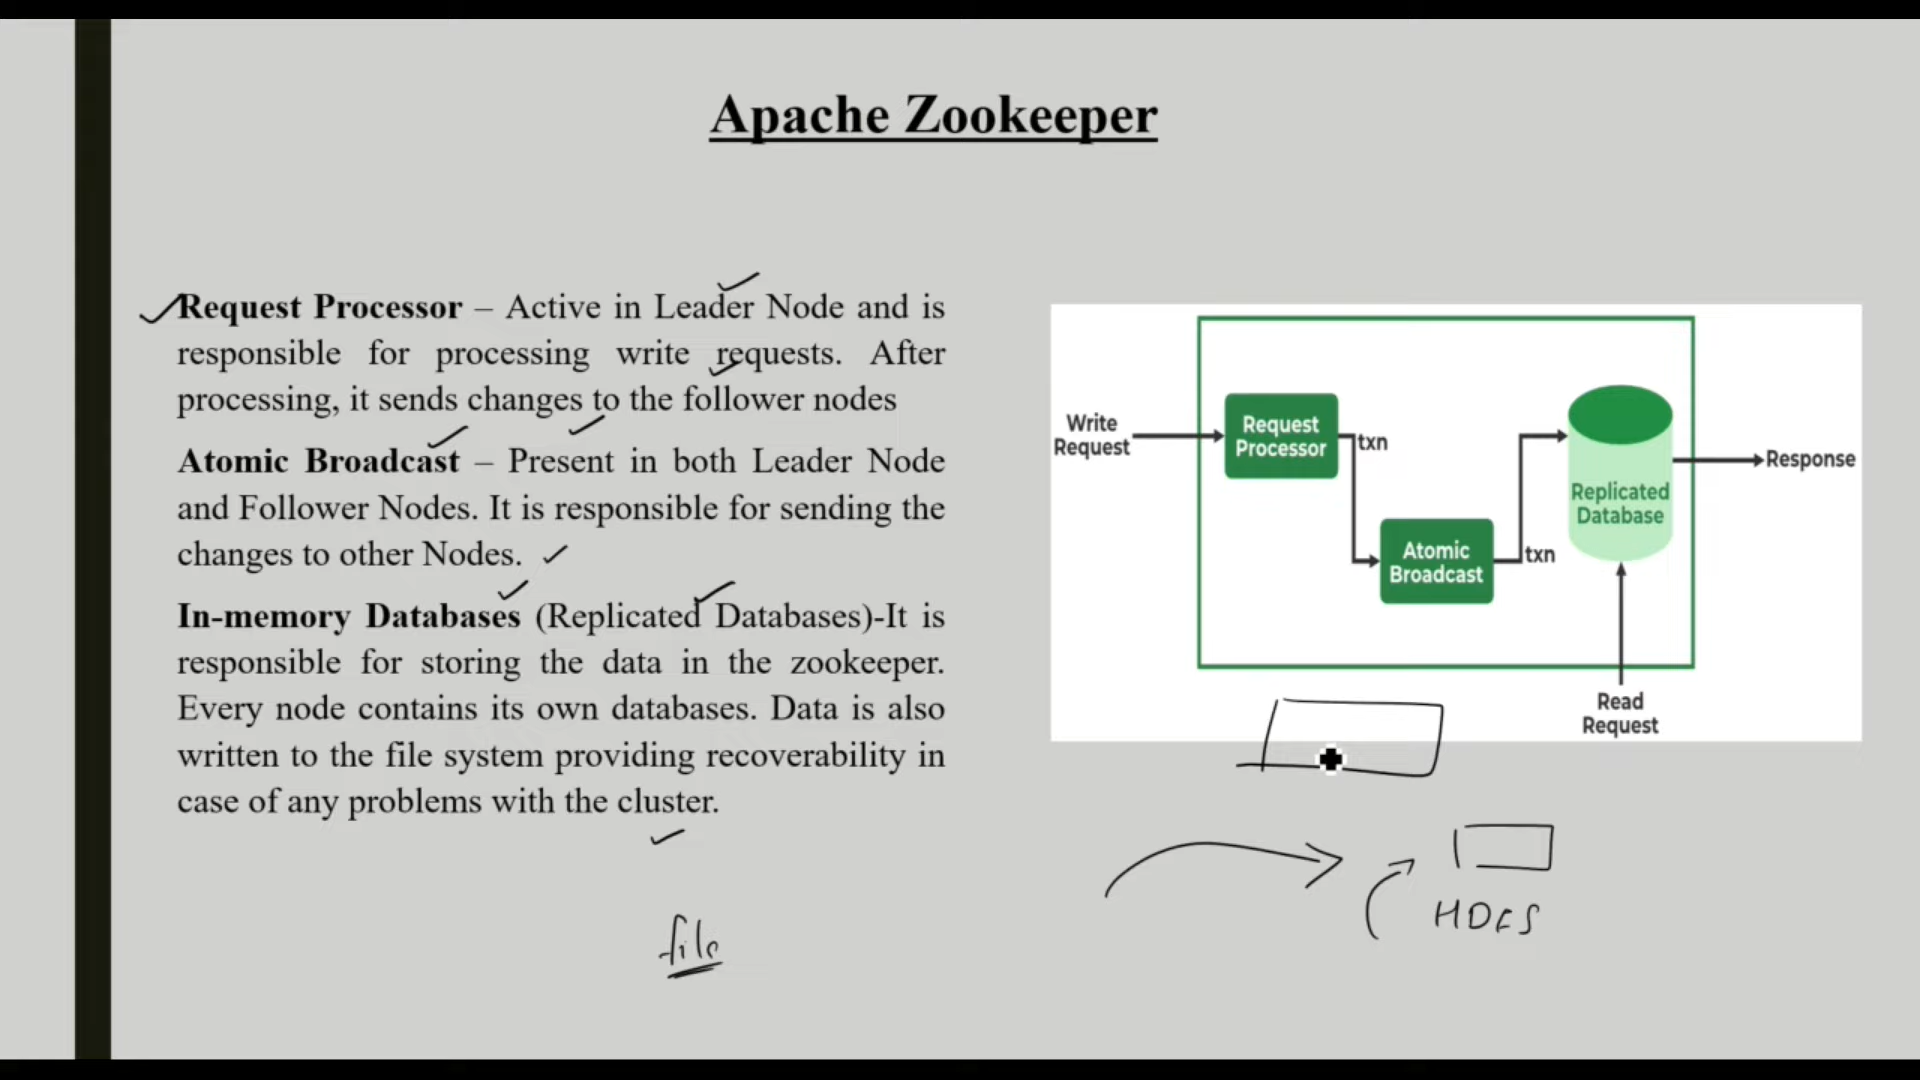 Apache Zookeeper
Request Processor – Active in Leader Node and is
responsible for processing write requests. After
processing, it sends changes to the follower nodes
Atomic Broadcast – Present in both Leader Node
and Follower Nodes. It is responsible for sending the
changes to other Nodes.
In-memory Databases (Replicated Databases)-It is
responsible for storing the data in the zookeeper.
Every node contains its own databases. Data is also
written to the file system providing recoverability in
case of any problems with the cluster.
file
Write
Request
Request
Processor
txn
Atomic
Broadcast
txn
Replicated
Database
Response
Read
Request
HDFS